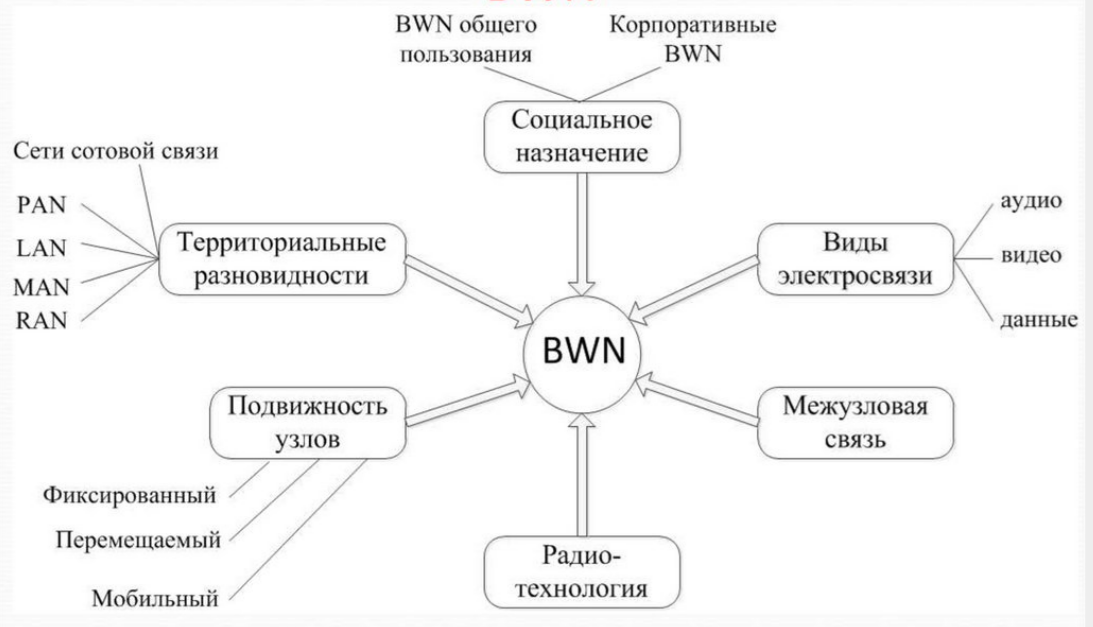 BWN общего
пользования
Корпоративные
BWN
Социальное
назначение
Сети сотовой связи
PAN
LAN
MAN
RAN
Территориальные
разновидности
Виды
электросвязи
аудио
видео
данные
BWN
Подвижность
узлов
Фиксированный
Перемещаемый
Мобильный
Межузловая
связь
Радио-
технология